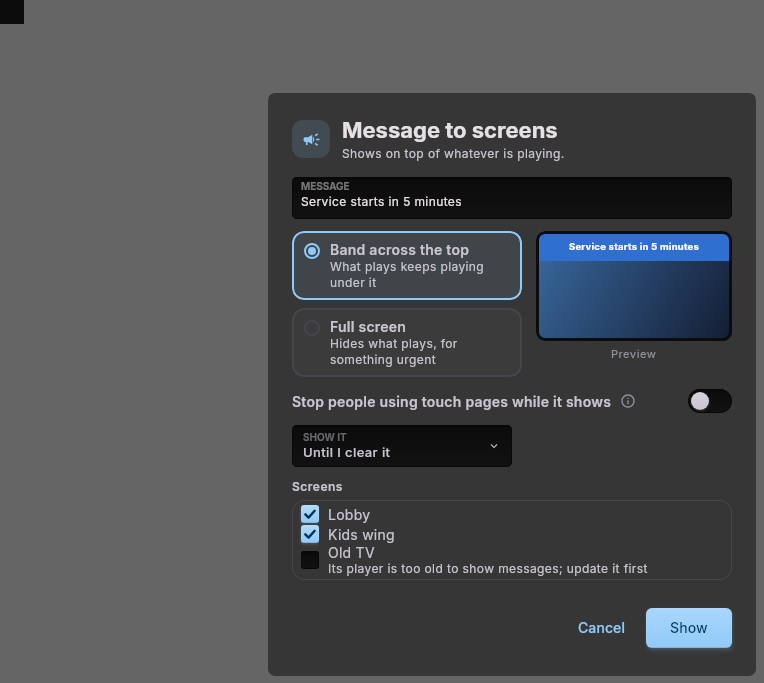 Message to screens
Shows on top of whatever is playing.
MESSAGE
Service starts in 5 minutes
Band across the top
What plays keeps playing
under it
Full screen
Hides what plays, for
something urgent
Service starts in 5 minutes
Preview
Stop people using touch pages while it shows
SHOW IT
Until I clear it
Screens
Lobby
Kids wing
Old TV
Its player is too old to show messages; update it first
Cancel
Show